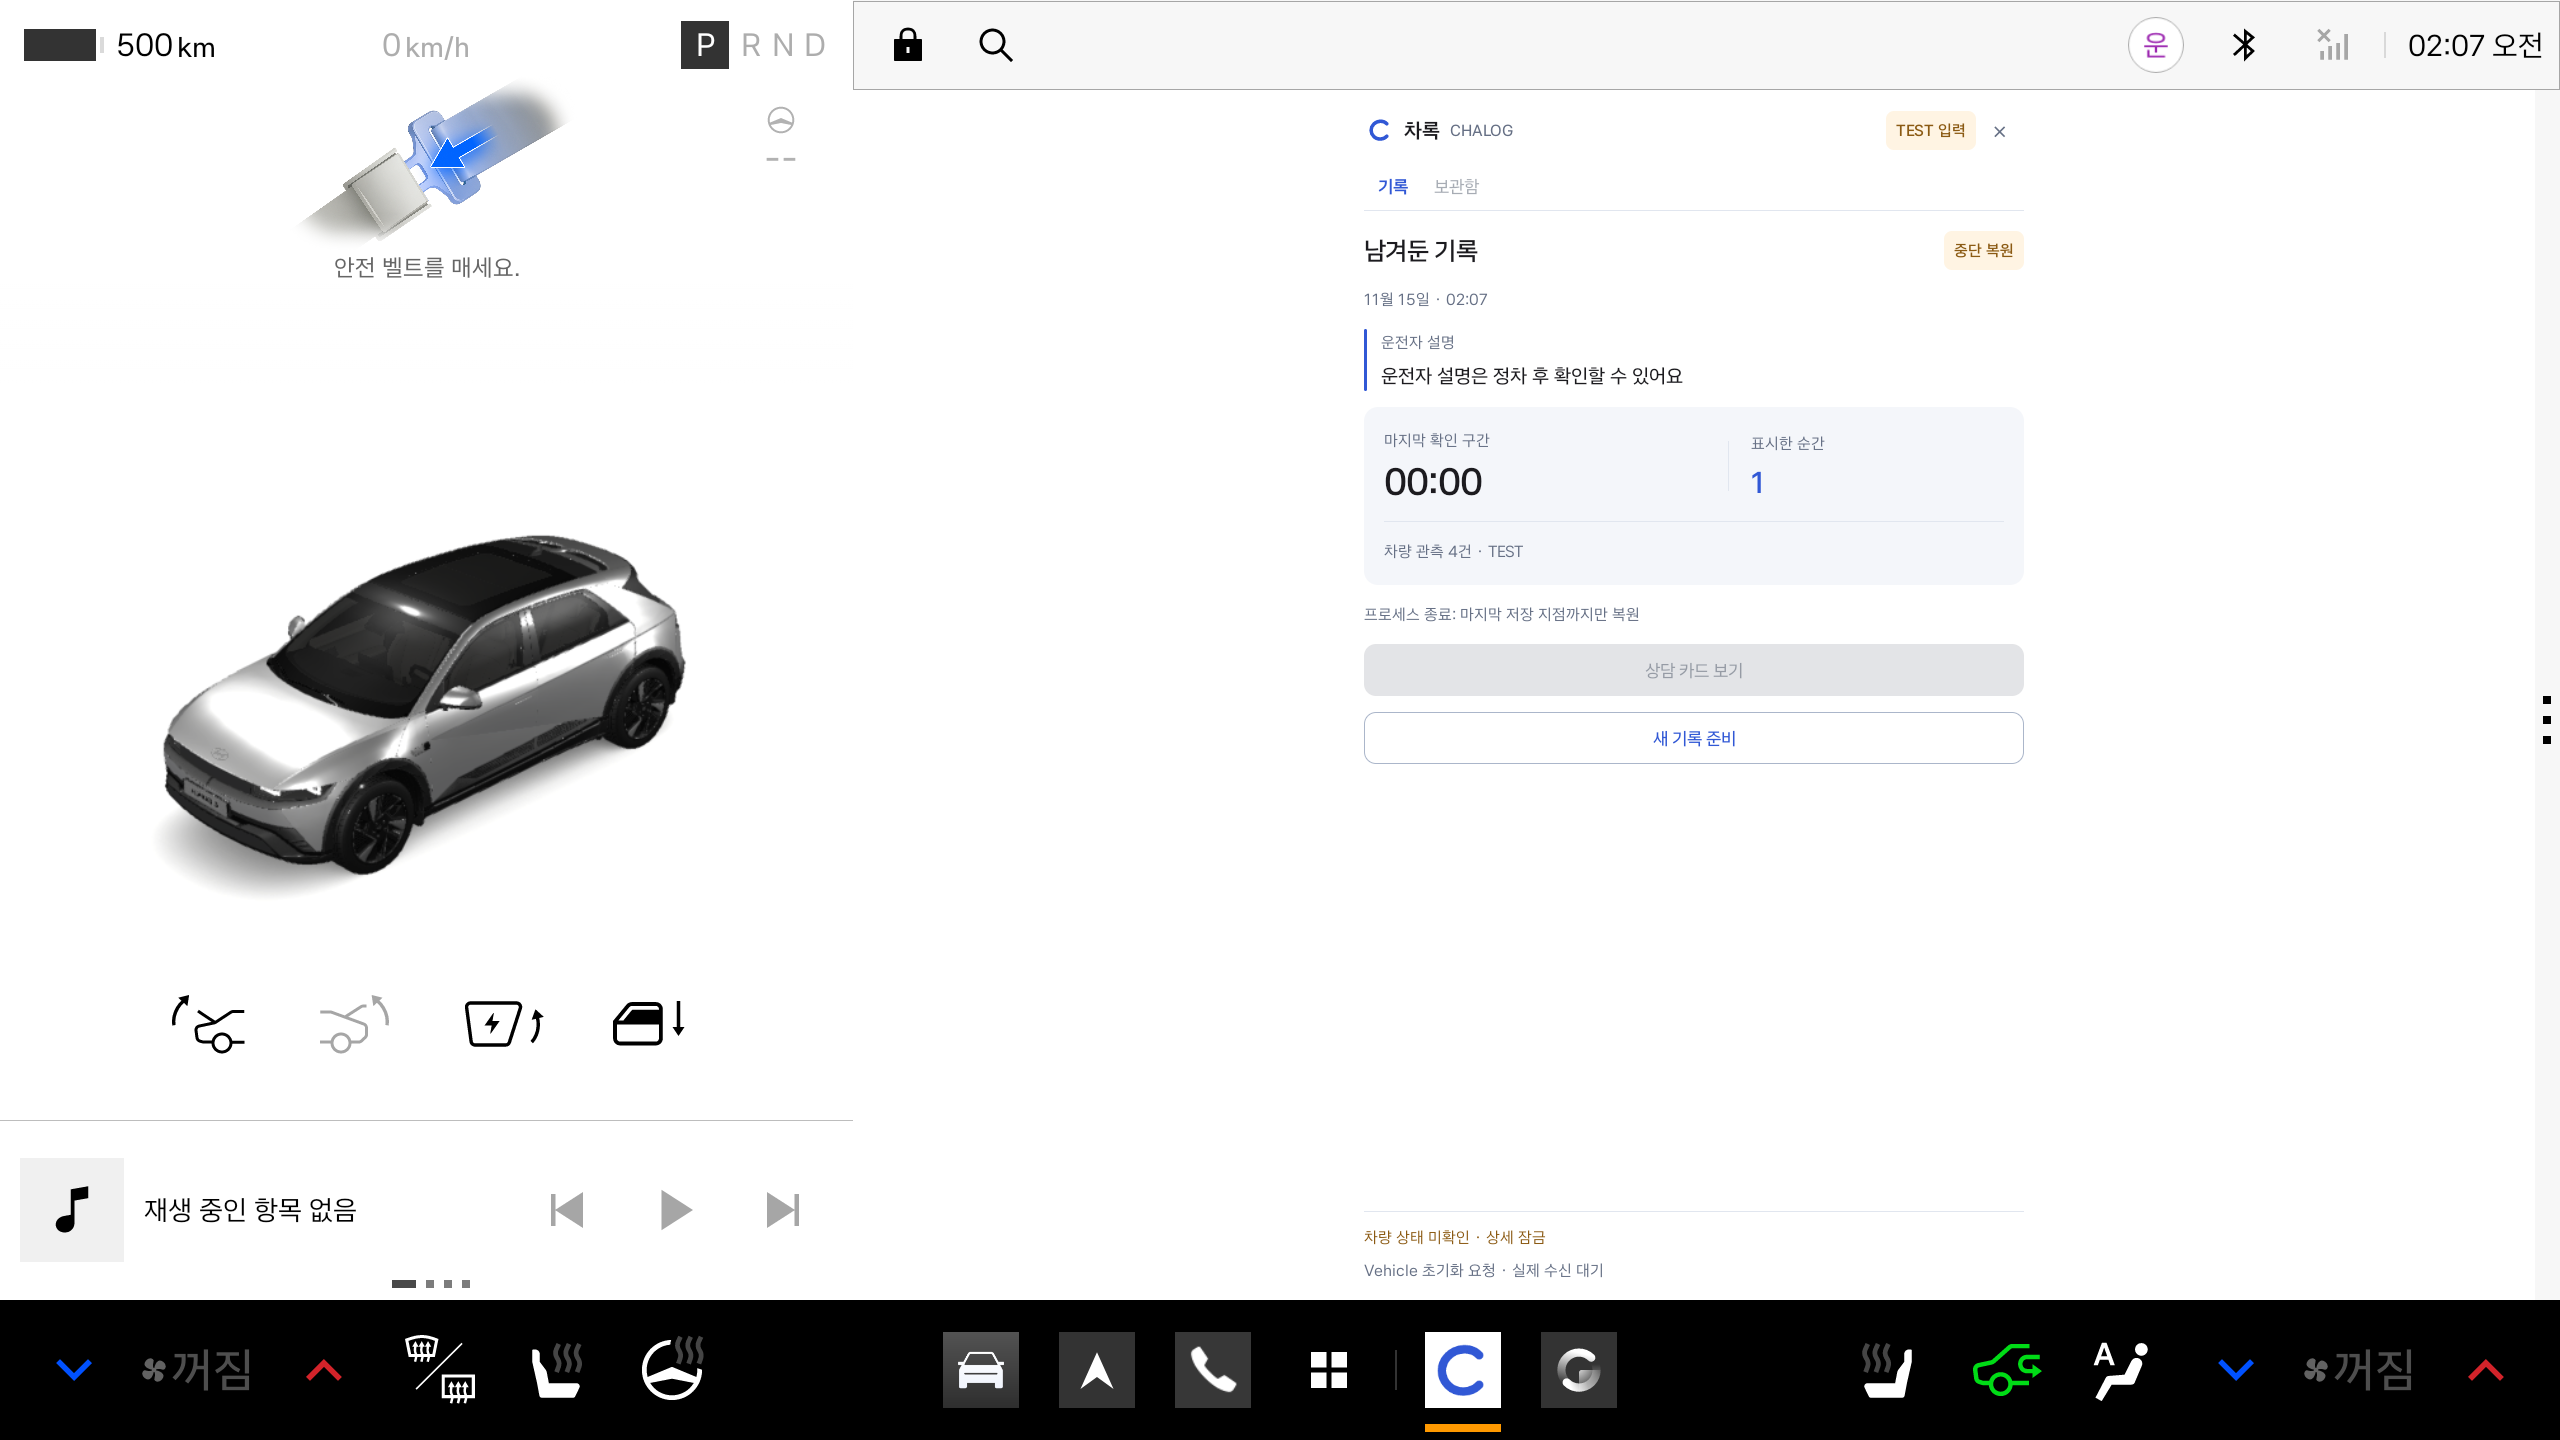 500 km
0 km/h
P R N D
안전 벨트를 매세요.
재생 중인 항목 없음
운
02:07 오전
차록 CHALOG
TEST 입력
기록 보관함
남겨둔 기록
중단 복원
11월 15일 · 02:07
운전자 설명
운전자 설명은 정차 후 확인할 수 있어요
마지막 확인 구간
00:00
표시한 순간
1
차량 관측 4건 · TEST
프로세스 종료: 마지막 저장 지점까지만 복원
상담 카드 보기
새 기록 준비
차량 상태 미확인 · 상세 잠금
Vehicle 초기화 요청 · 실제 수신 대기
꺼짐
A
꺼짐